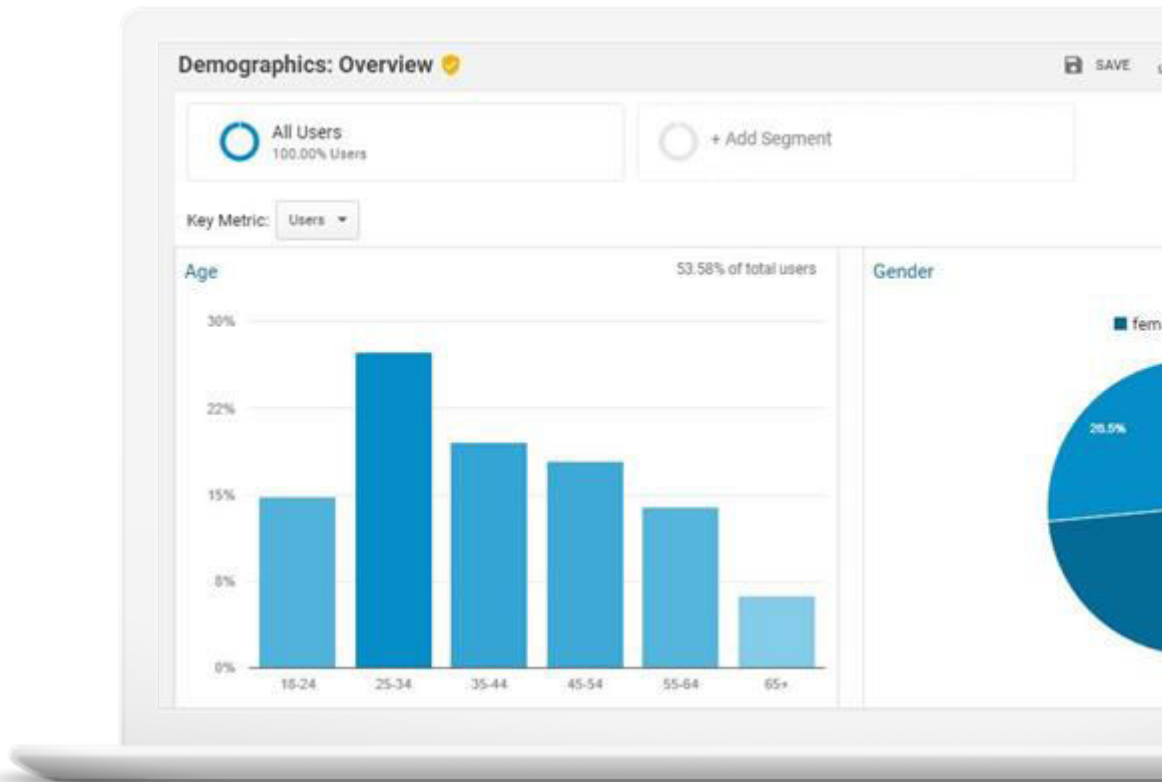 Demographics: Overview
SAVE
All Users
100.00% Users
+ Add Segment
Key Metric:
Users
Age
53.58% of total users
Gender
30%
22%
15%
8%
0%
18-24
25-34
35-44
45-54
55-64
65+
fem
26.5%